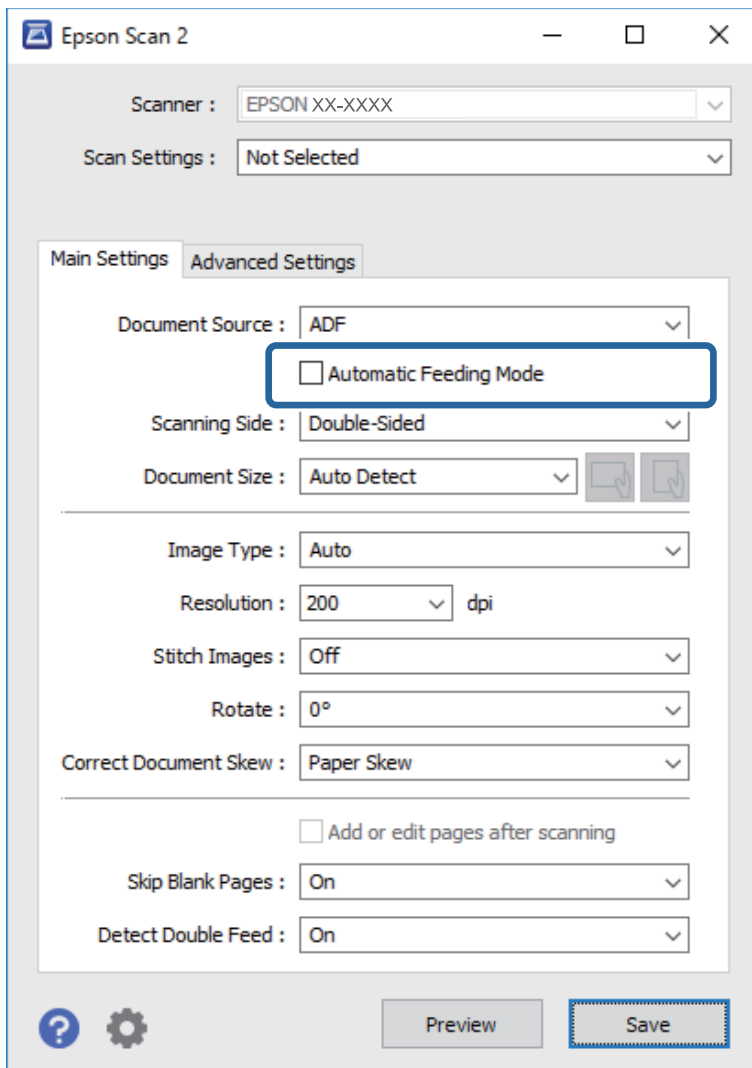 Epson Scan 2
Scanner : EPSON XX-XXXX
Scan Settings : Not Selected
Main Settings Advanced Settings
Document Source : ADF
Automatic Feeding Mode
Scanning Side : Double-Sided
Document Size : Auto Detect
Image Type : Auto
Resolution : 200 dpi
Stitch Images : Off
Rotate : 0°
Correct Document Skew : Paper Skew
Add or edit pages after scanning
Skip Blank Pages : On
Detect Double Feed : On
? Preview Save